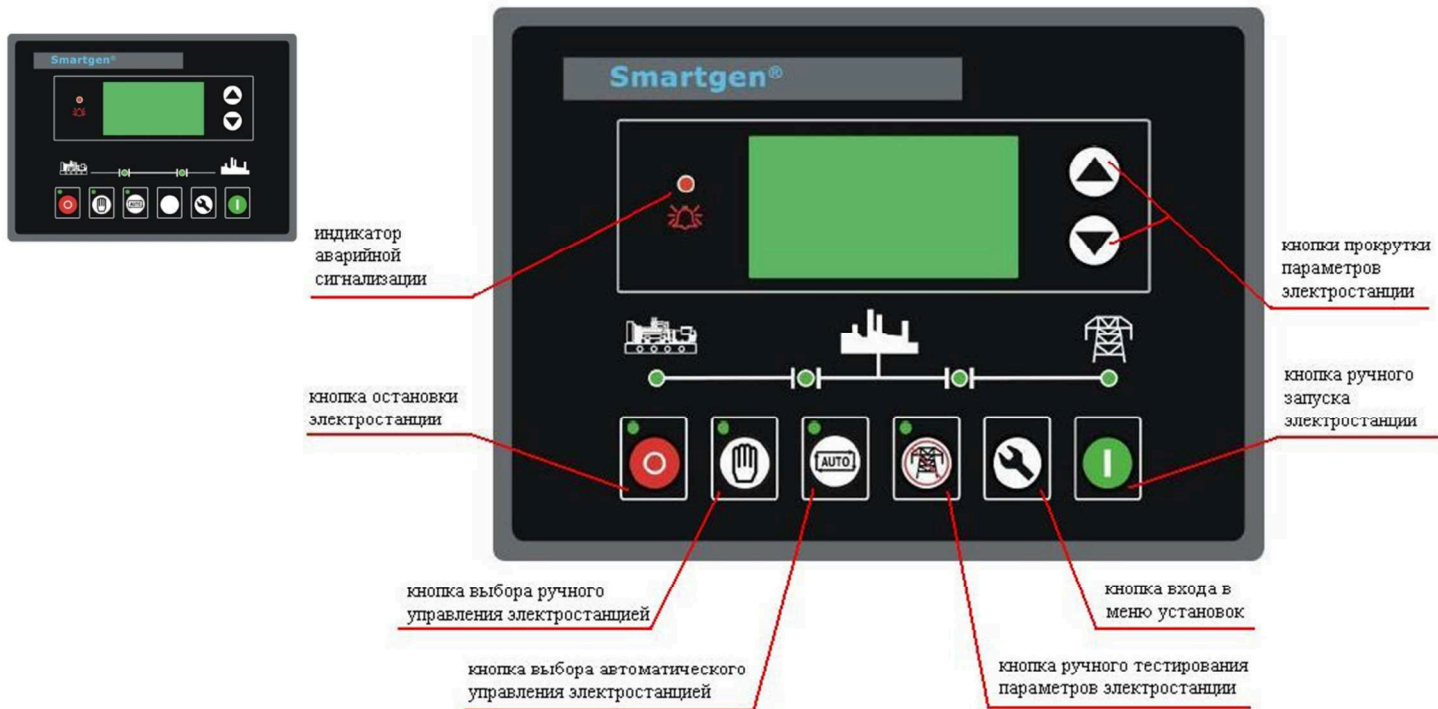 Smartgen®
AUTO
Smartgen®
индикатор
аварийной
сигнализации
кнопки прокрутки
параметров
электростанции
кнопка остановки
электростанции
кнопка ручного
запуска
электростанции
AUTO
кнопка выбора ручного
управления электростанцией
кнопка входа в
меню установок
кнопка выбора автоматического
управления электростанцией
кнопка ручного тестирования
параметров электростанции